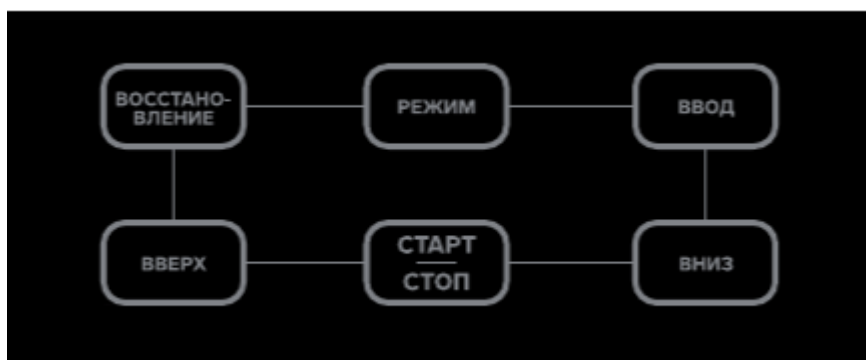 ВОССТАНО-
ВЛЕНИЕ
РЕЖИМ
ВВОД
ВВЕРХ
СТАРТ
СТОП
ВНИЗ